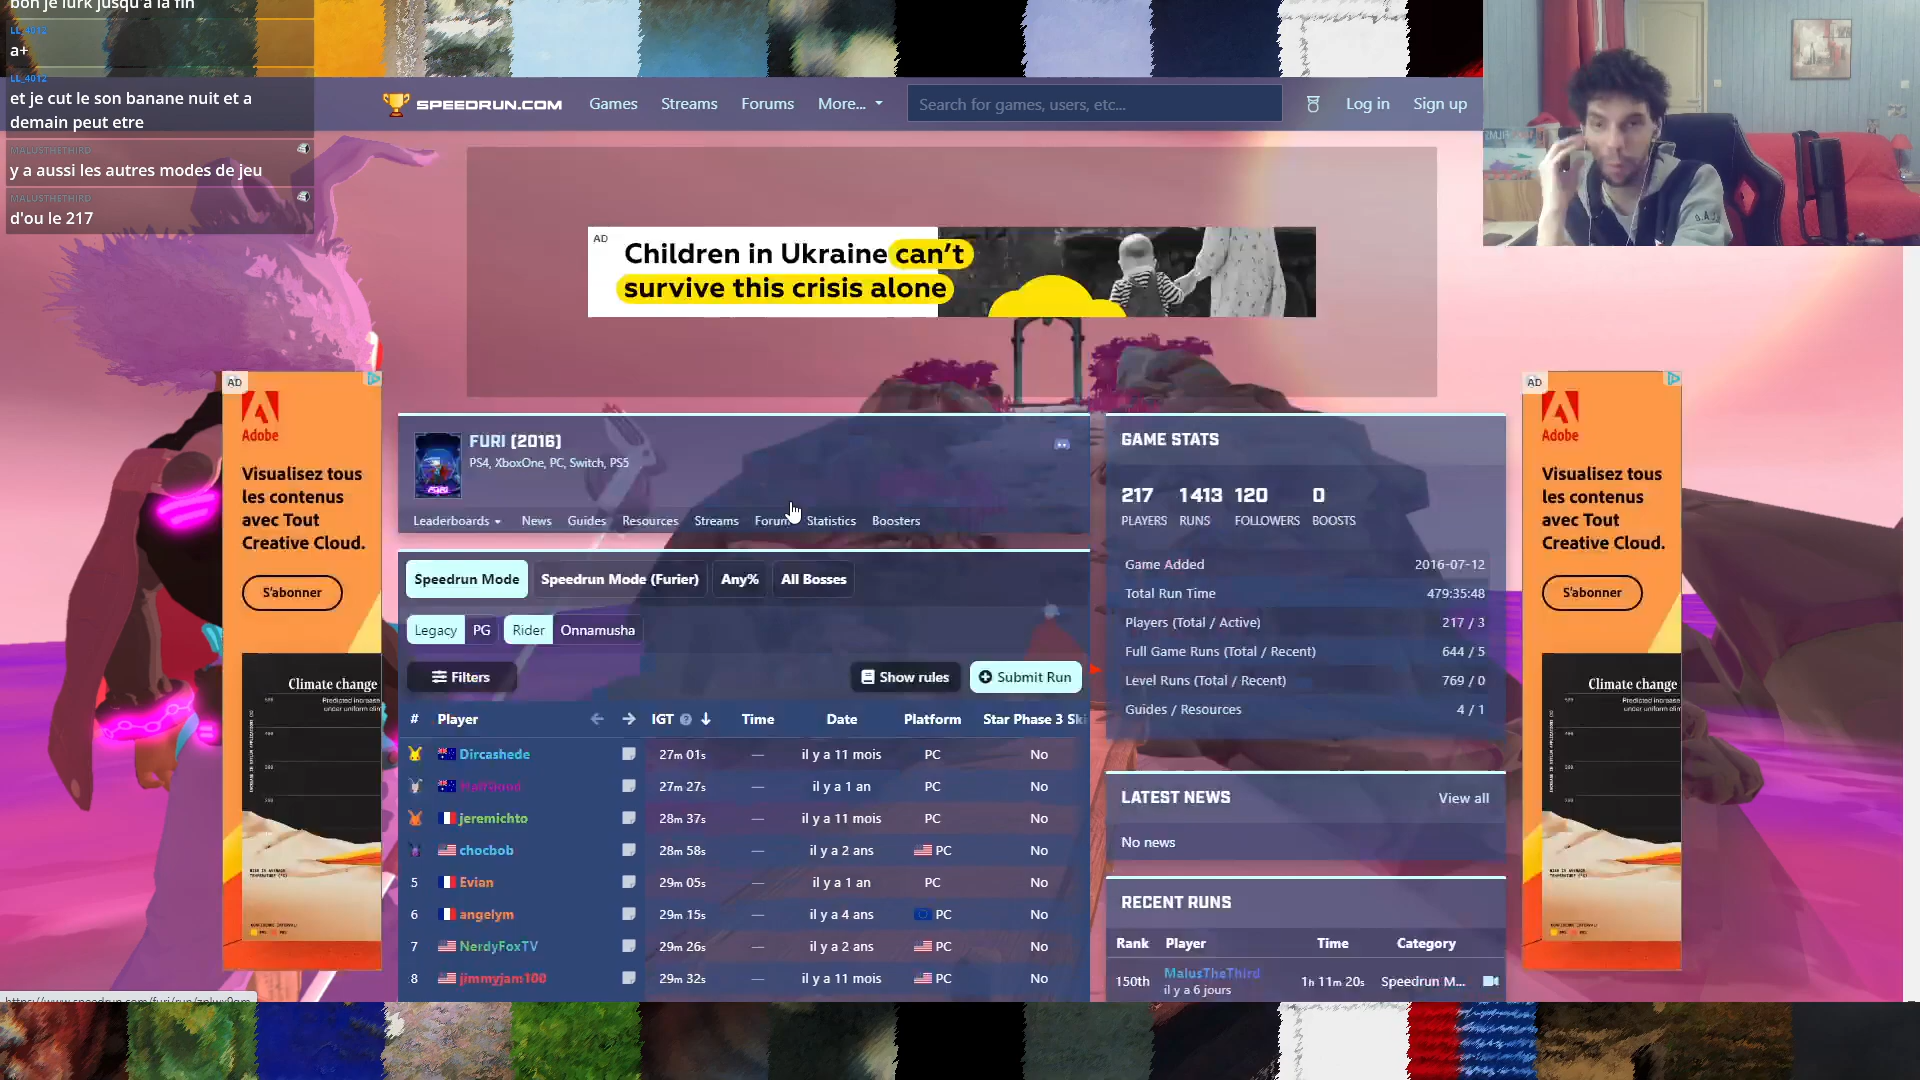 bon je lurk jusqu'a la fin
LL_4012
a+
LL_4012
et je cut le son banane nuit et a
demain peut etre
MALUSTHETHIRD
y a aussi les autres modes de jeu
MALUSTHETHIRD
d'ou le 217
SPEEDRUN.COM Games Streams Forums More... Search for games, users, etc... Log in Sign up
AD
Children in Ukraine can't
survive this crisis alone
AD
Adobe
Visualisez tous
les contenus
avec Tout
Creative Cloud.
S'abonner
Climate change
Predicted increase
FURI (2016)
PS4, XboxOne, PC, Switch, PS5
Leaderboards News Guides Resources Streams Forum Statistics Boosters
Speedrun Mode Speedrun Mode (Furier) Any% All Bosses
Legacy PG Rider Onnamusha
Filters Show rules Submit Run
# Player IGT Time Date Platform Star Phase 3 Ski
Dircashede 27m 01s — il y a 11 mois PC No
27m 27s — il y a 1 an PC No
jeremichto 28m 37s — il y a 11 mois PC No
chocbob 28m 58s — il y a 2 ans PC No
5 Evian 29m 05s — il y a 1 an PC No
6 angelym 29m 15s — il y a 4 ans PC No
7 NerdyFoxTV 29m 26s — il y a 2 ans PC No
8 jimmyjam100 29m 32s — il y a 11 mois PC No
GAME STATS
217 1 413 120 0
PLAYERS RUNS FOLLOWERS BOOSTS
Game Added 2016-07-12
Total Run Time 479:35:48
Players (Total / Active) 217 / 3
Full Game Runs (Total / Recent) 644 / 5
Level Runs (Total / Recent) 769 / 0
Guides / Resources 4 / 1
LATEST NEWS View all
No news
RECENT RUNS
Rank Player Time Category
150th MalusTheThird 1h 11m 20s Speedrun M...
il y a 6 jours
AD
Adobe
Visualisez tous
les contenus
avec Tout
Creative Cloud.
S'abonner
Climate change
Predicted increase